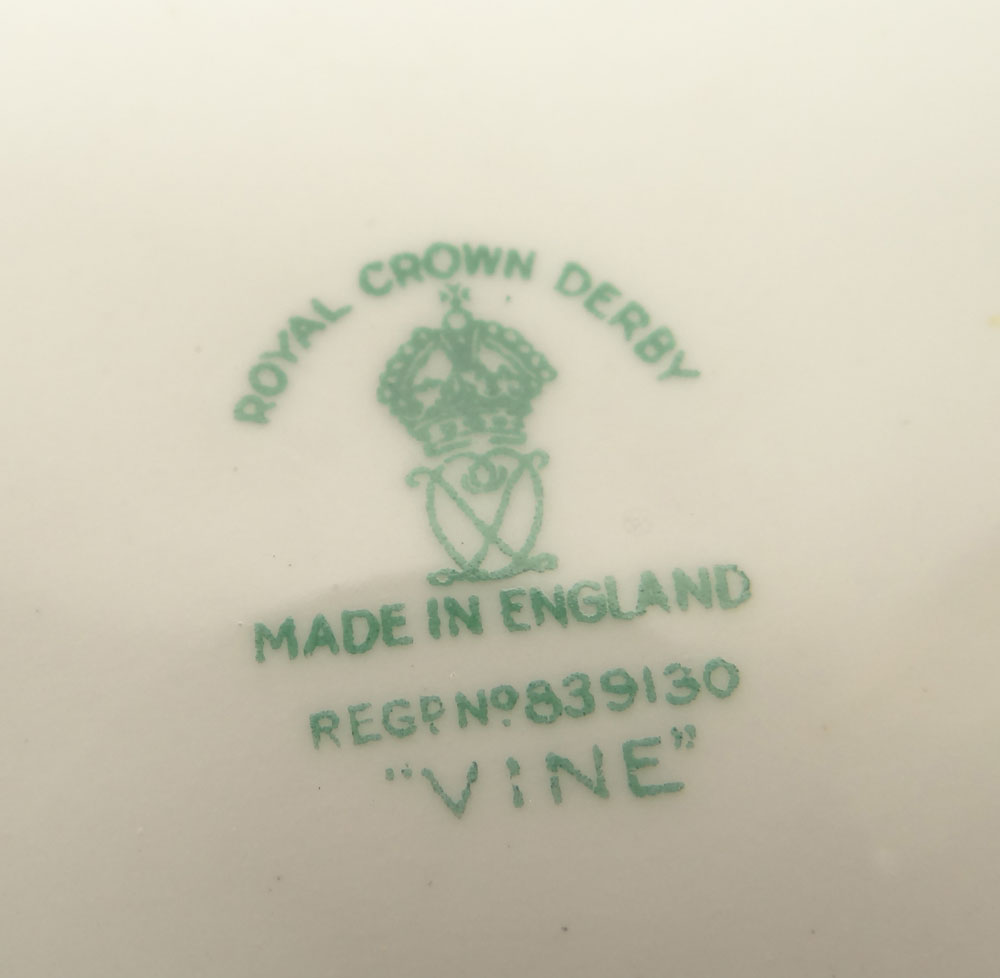 ROYAL CROWN DERBY
MADE IN ENGLAND
REGD No 839130
"VINE"